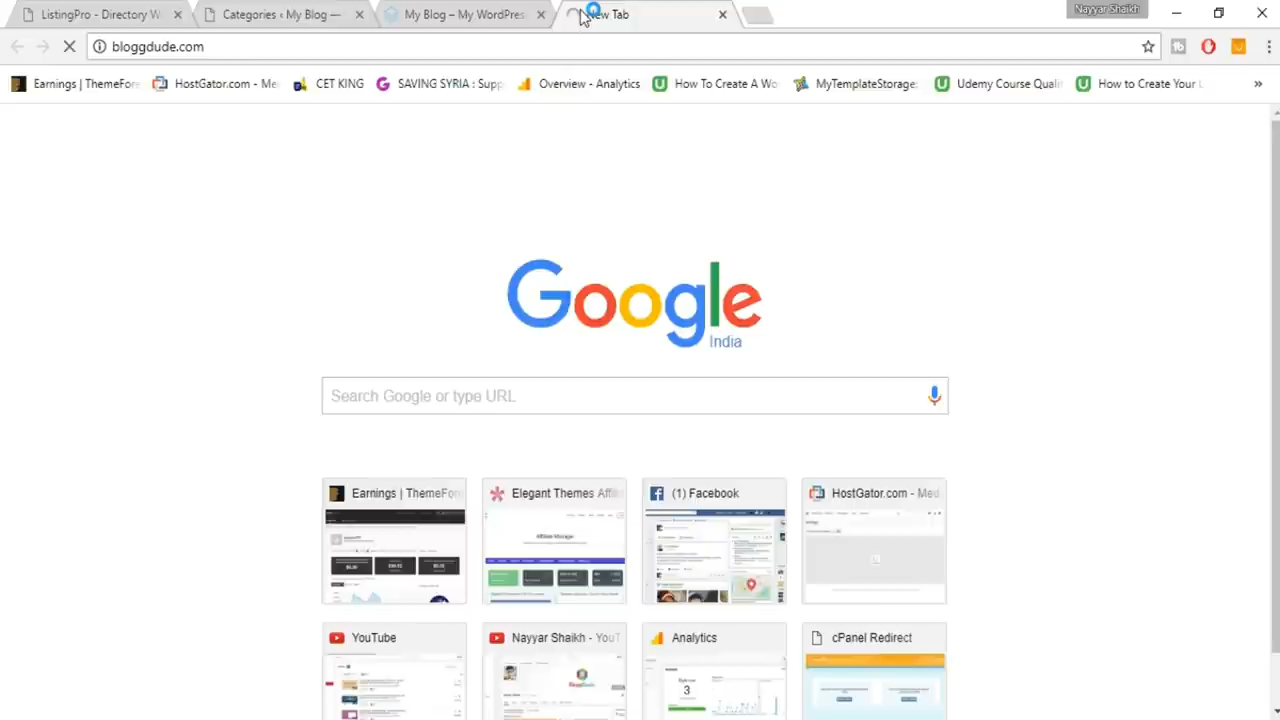 ListingPro - Directory W
Categories ‹ My Blog —
My Blog – My WordPres
New Tab
Nayyar Shaikh
bloggdude.com
Earnings | ThemeFor
HostGator.com - Me
CET KING
SAVING SYRIA : Supp
Overview - Analytics
How To Create A Wo
MyTemplateStorage:
Udemy Course Quali
How to Create Your
»
Google
India
Search Google or type URL
Earnings | ThemeFor
Elegant Themes Affili
(1) Facebook
HostGator.com - Med
YouTube
Nayyar Shaikh - YouT
Analytics
cPanel Redirect